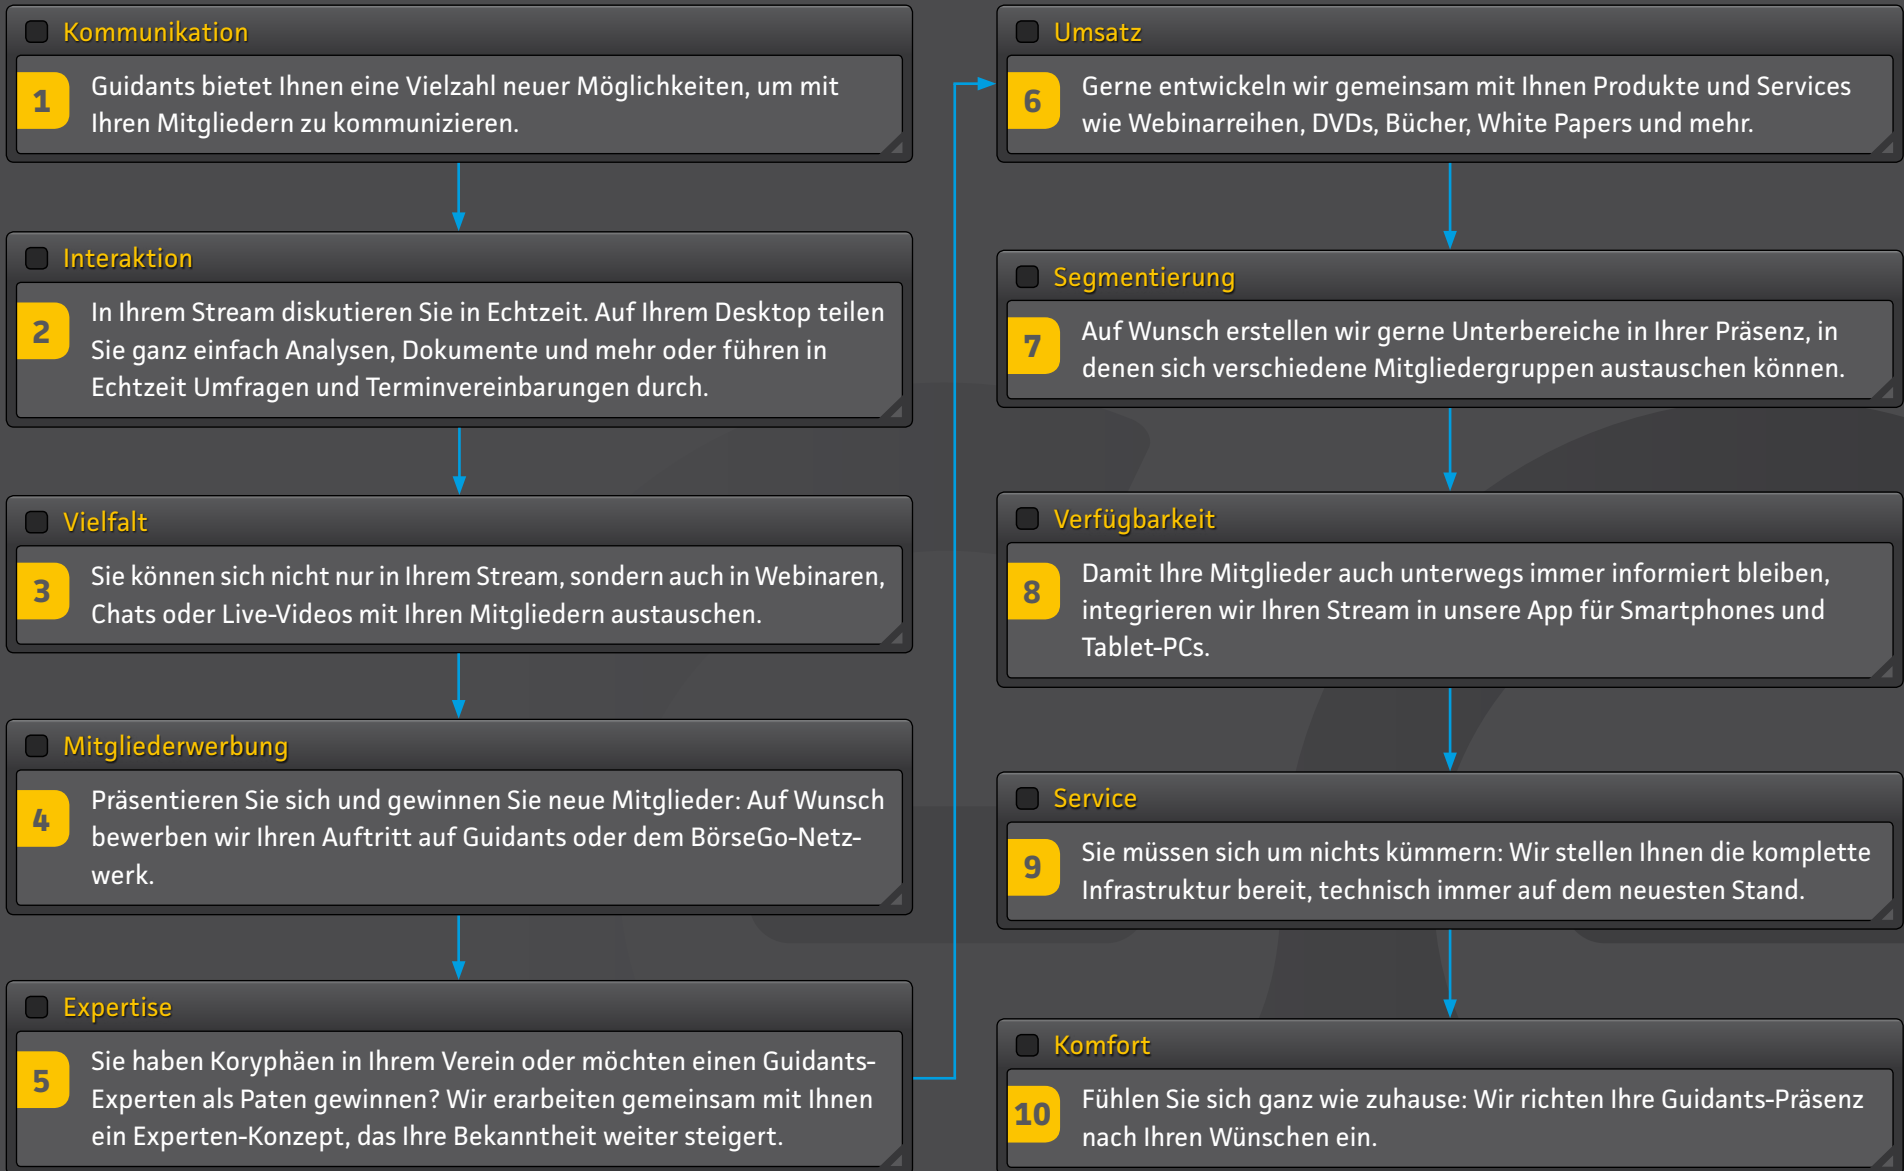 Kommunikation
1
Guidants bietet Ihnen eine Vielzahl neuer Möglichkeiten, um mit
Ihren Mitgliedern zu kommunizieren.
Interaktion
2
In Ihrem Stream diskutieren Sie in Echtzeit. Auf Ihrem Desktop teilen
Sie ganz einfach Analysen, Dokumente und mehr oder führen in
Echtzeit Umfragen und Terminvereinbarungen durch.
Vielfalt
3
Sie können sich nicht nur in Ihrem Stream, sondern auch in Webinaren,
Chats oder Live-Videos mit Ihren Mitgliedern austauschen.
Mitgliederwerbung
4
Präsentieren Sie sich und gewinnen Sie neue Mitglieder: Auf Wunsch
bewerben wir Ihren Auftritt auf Guidants oder dem BörseGo-Netz-
werk.
Expertise
5
Sie haben Koryphäen in Ihrem Verein oder möchten einen Guidants-
Experten als Paten gewinnen? Wir erarbeiten gemeinsam mit Ihnen
ein Experten-Konzept, das Ihre Bekanntheit weiter steigert.
Umsatz
6
Gerne entwickeln wir gemeinsam mit Ihnen Produkte und Services
wie Webinarreihen, DVDs, Bücher, White Papers und mehr.
Segmentierung
7
Auf Wunsch erstellen wir gerne Unterbereiche in Ihrer Präsenz, in
denen sich verschiedene Mitgliedergruppen austauschen können.
Verfügbarkeit
8
Damit Ihre Mitglieder auch unterwegs immer informiert bleiben,
integrieren wir Ihren Stream in unsere App für Smartphones und
Tablet-PCs.
Service
9
Sie müssen sich um nichts kümmern: Wir stellen Ihnen die komplette
Infrastruktur bereit, technisch immer auf dem neuesten Stand.
Komfort
10
Fühlen Sie sich ganz wie zuhause: Wir richten Ihre Guidants-Präsenz
nach Ihren Wünschen ein.